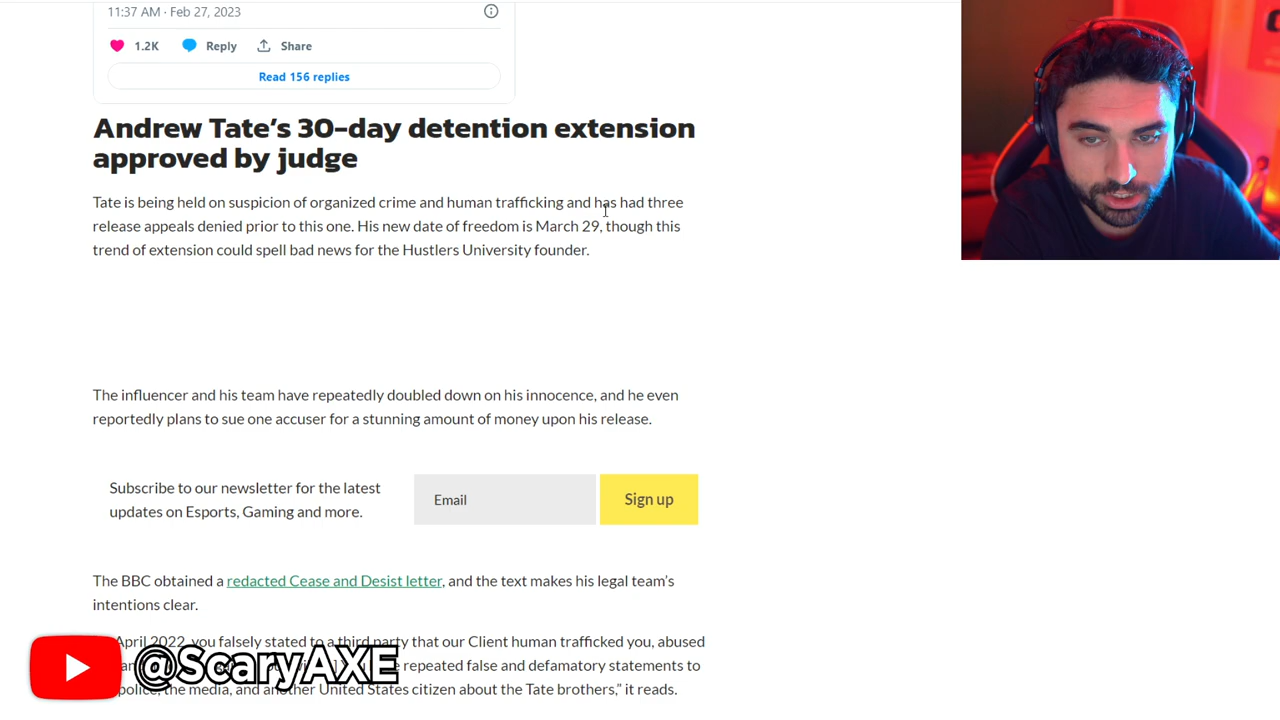 11:37 AM · Feb 27, 2023
1.2K Reply Share
Read 156 replies
Andrew Tate's 30-day detention extension
approved by judge
Tate is being held on suspicion of organized crime and human trafficking and has had three
release appeals denied prior to this one. His new date of freedom is March 29, though this
trend of extension could spell bad news for the Hustlers University founder.
The influencer and his team have repeatedly doubled down on his innocence, and he even
reportedly plans to sue one accuser for a stunning amount of money upon his release.
Subscribe to our newsletter for the latest
updates on Esports, Gaming and more.
Email
Sign up
The BBC obtained a redacted Cease and Desist letter, and the text makes his legal team's
intentions clear.
April 2022, you falsely stated to a third party that our Client human trafficked you, abused
repeated false and defamatory statements to
police, the media, and another United States citizen about the Tate brothers," it reads.
@ScaryAXE